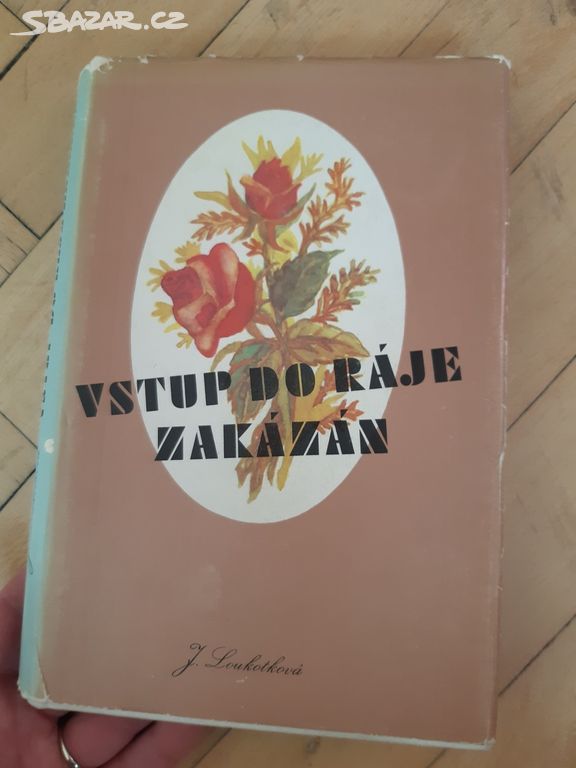 SBAZAR.CZ
VSTUP DO RÁJE
ZAKÁZÁN
J. Loukotková